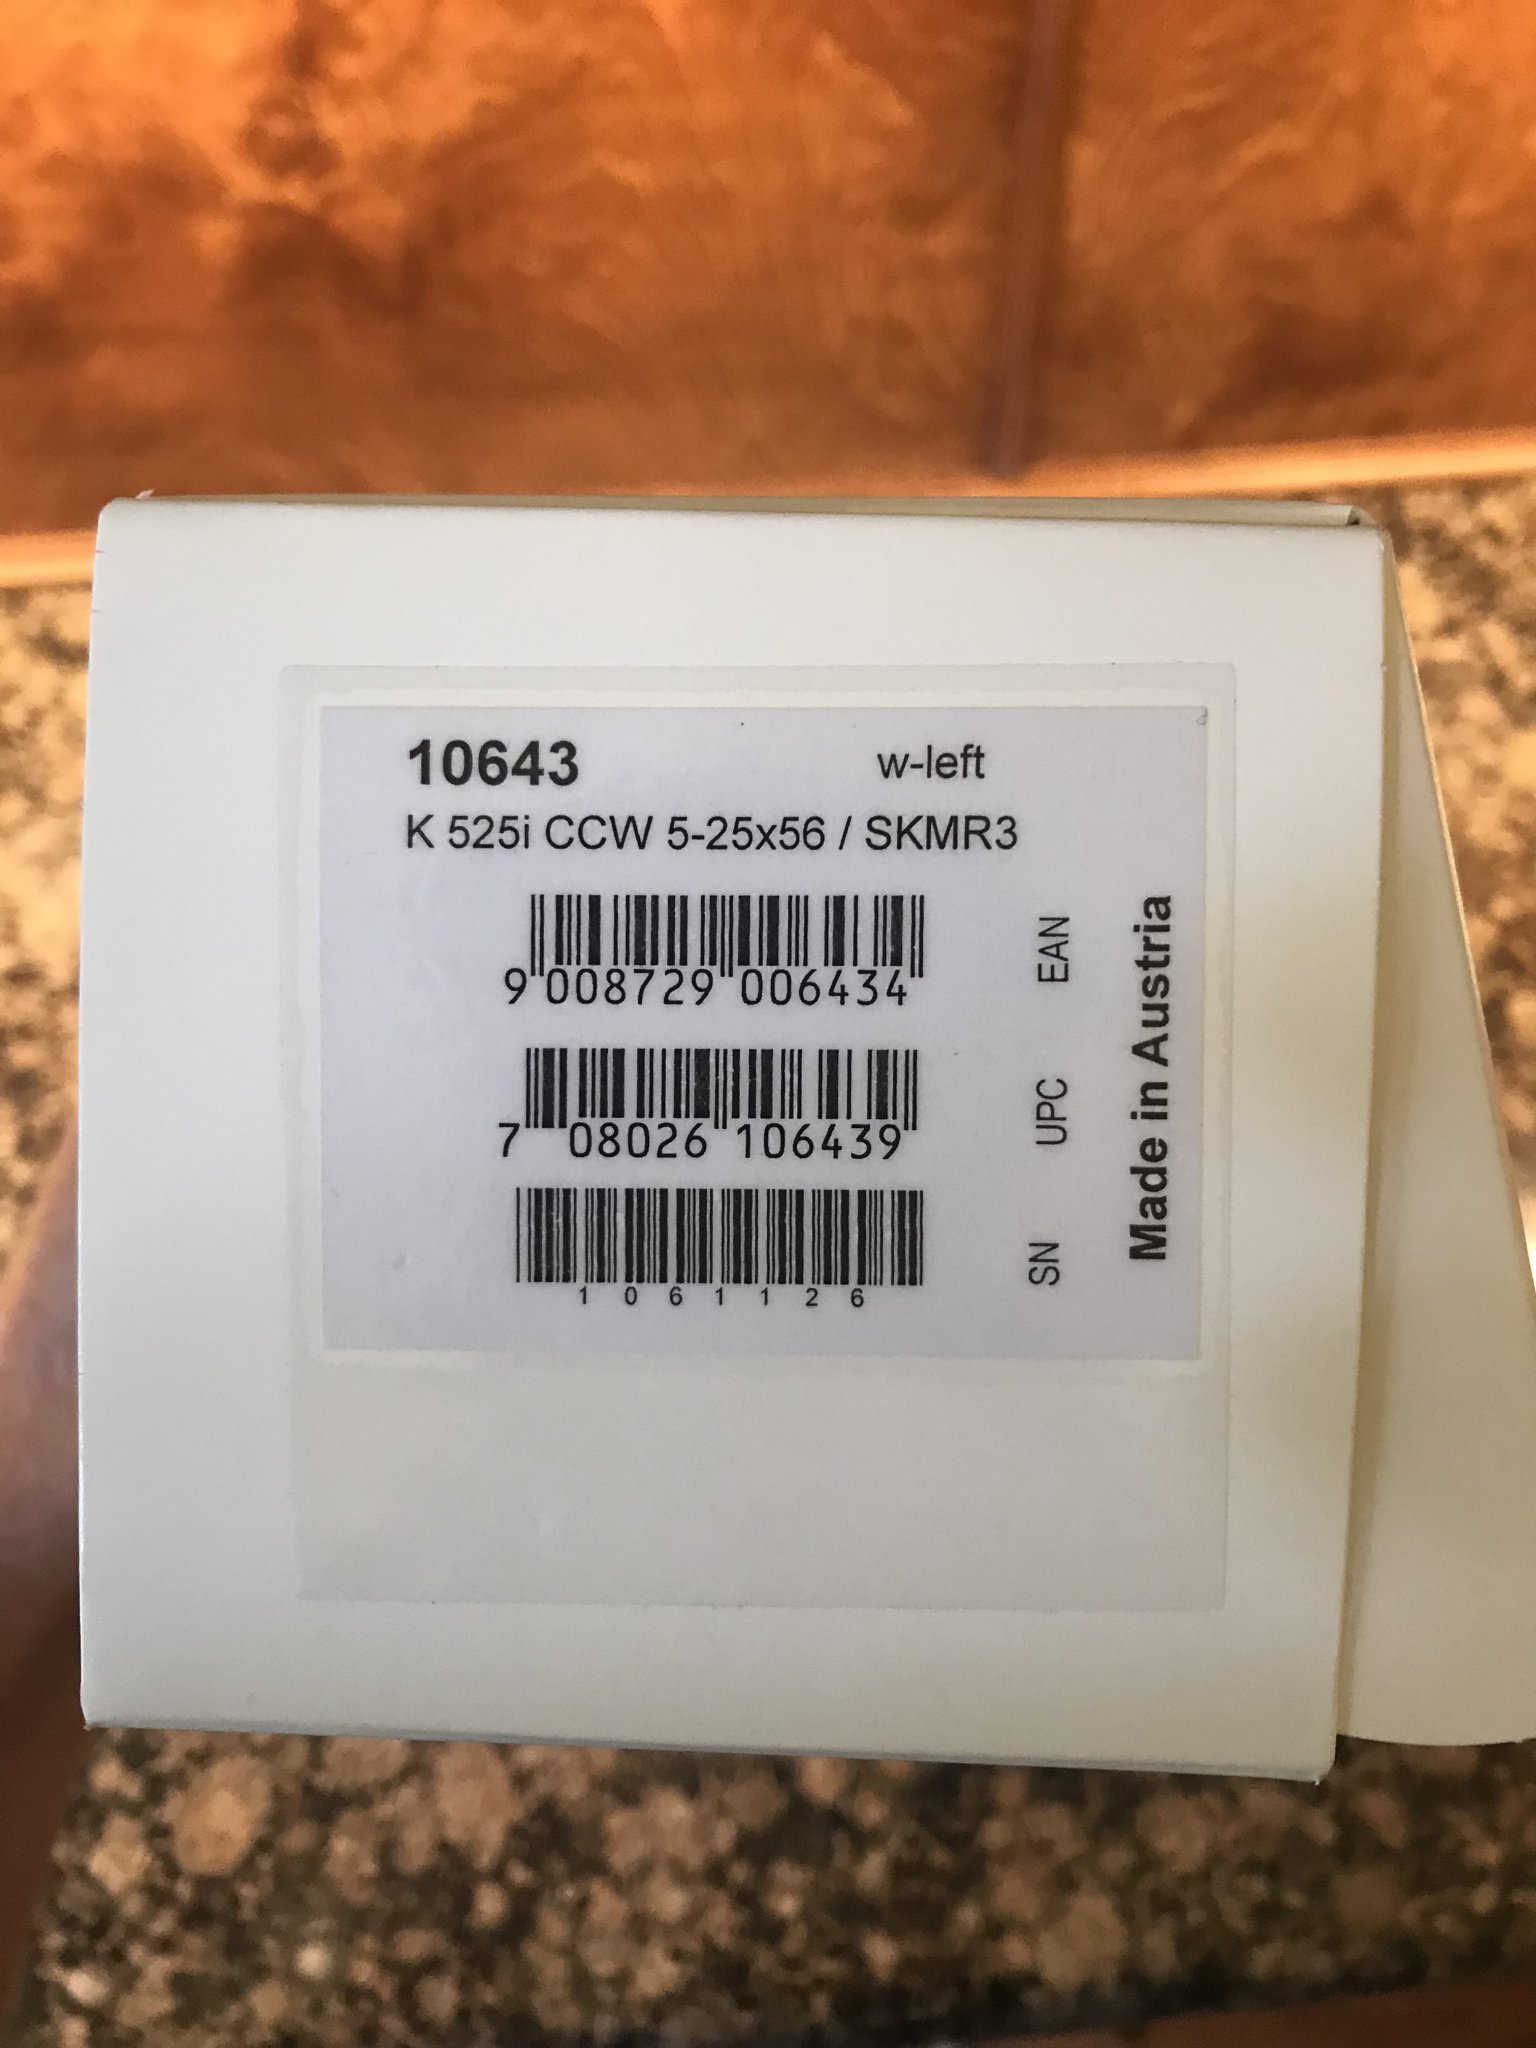 10643 w-left
K 525i CCW 5-25x56 / SKMR3
9 008729 006434
EAN
7 08026 106439
UPC
1061126
SN
Made in Austria